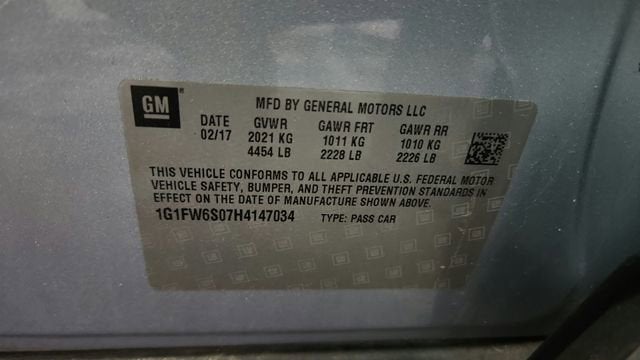 GM
MFD BY GENERAL MOTORS LLC
DATE GVWR GAWR FRT GAWR RR
02/17 2021 KG 1011 KG 1010 KG
4454 LB 2228 LB 2226 LB
THIS VEHICLE CONFORMS TO ALL APPLICABLE U.S. FEDERAL MOTOR
VEHICLE SAFETY, BUMPER, AND THEFT PREVENTION STANDARDS IN
EFFECT ON THE DATE OF MANUFACTURE SHOWN ABOVE.
1G1FW6S07H4147034 TYPE: PASS CAR